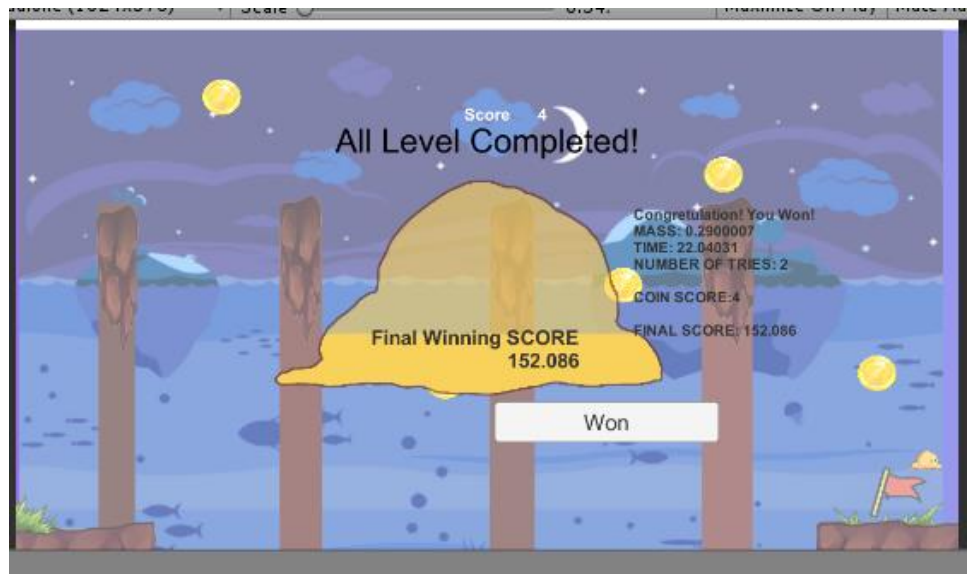 Scale
Score 4
All Level Completed!
Congretulation! You Won!
MASS: 0.2900007
TIME: 22.04031
NUMBER OF TRIES: 2
COIN SCORE:4
FINAL SCORE: 152.086
Final Winning SCORE
152.086
Won